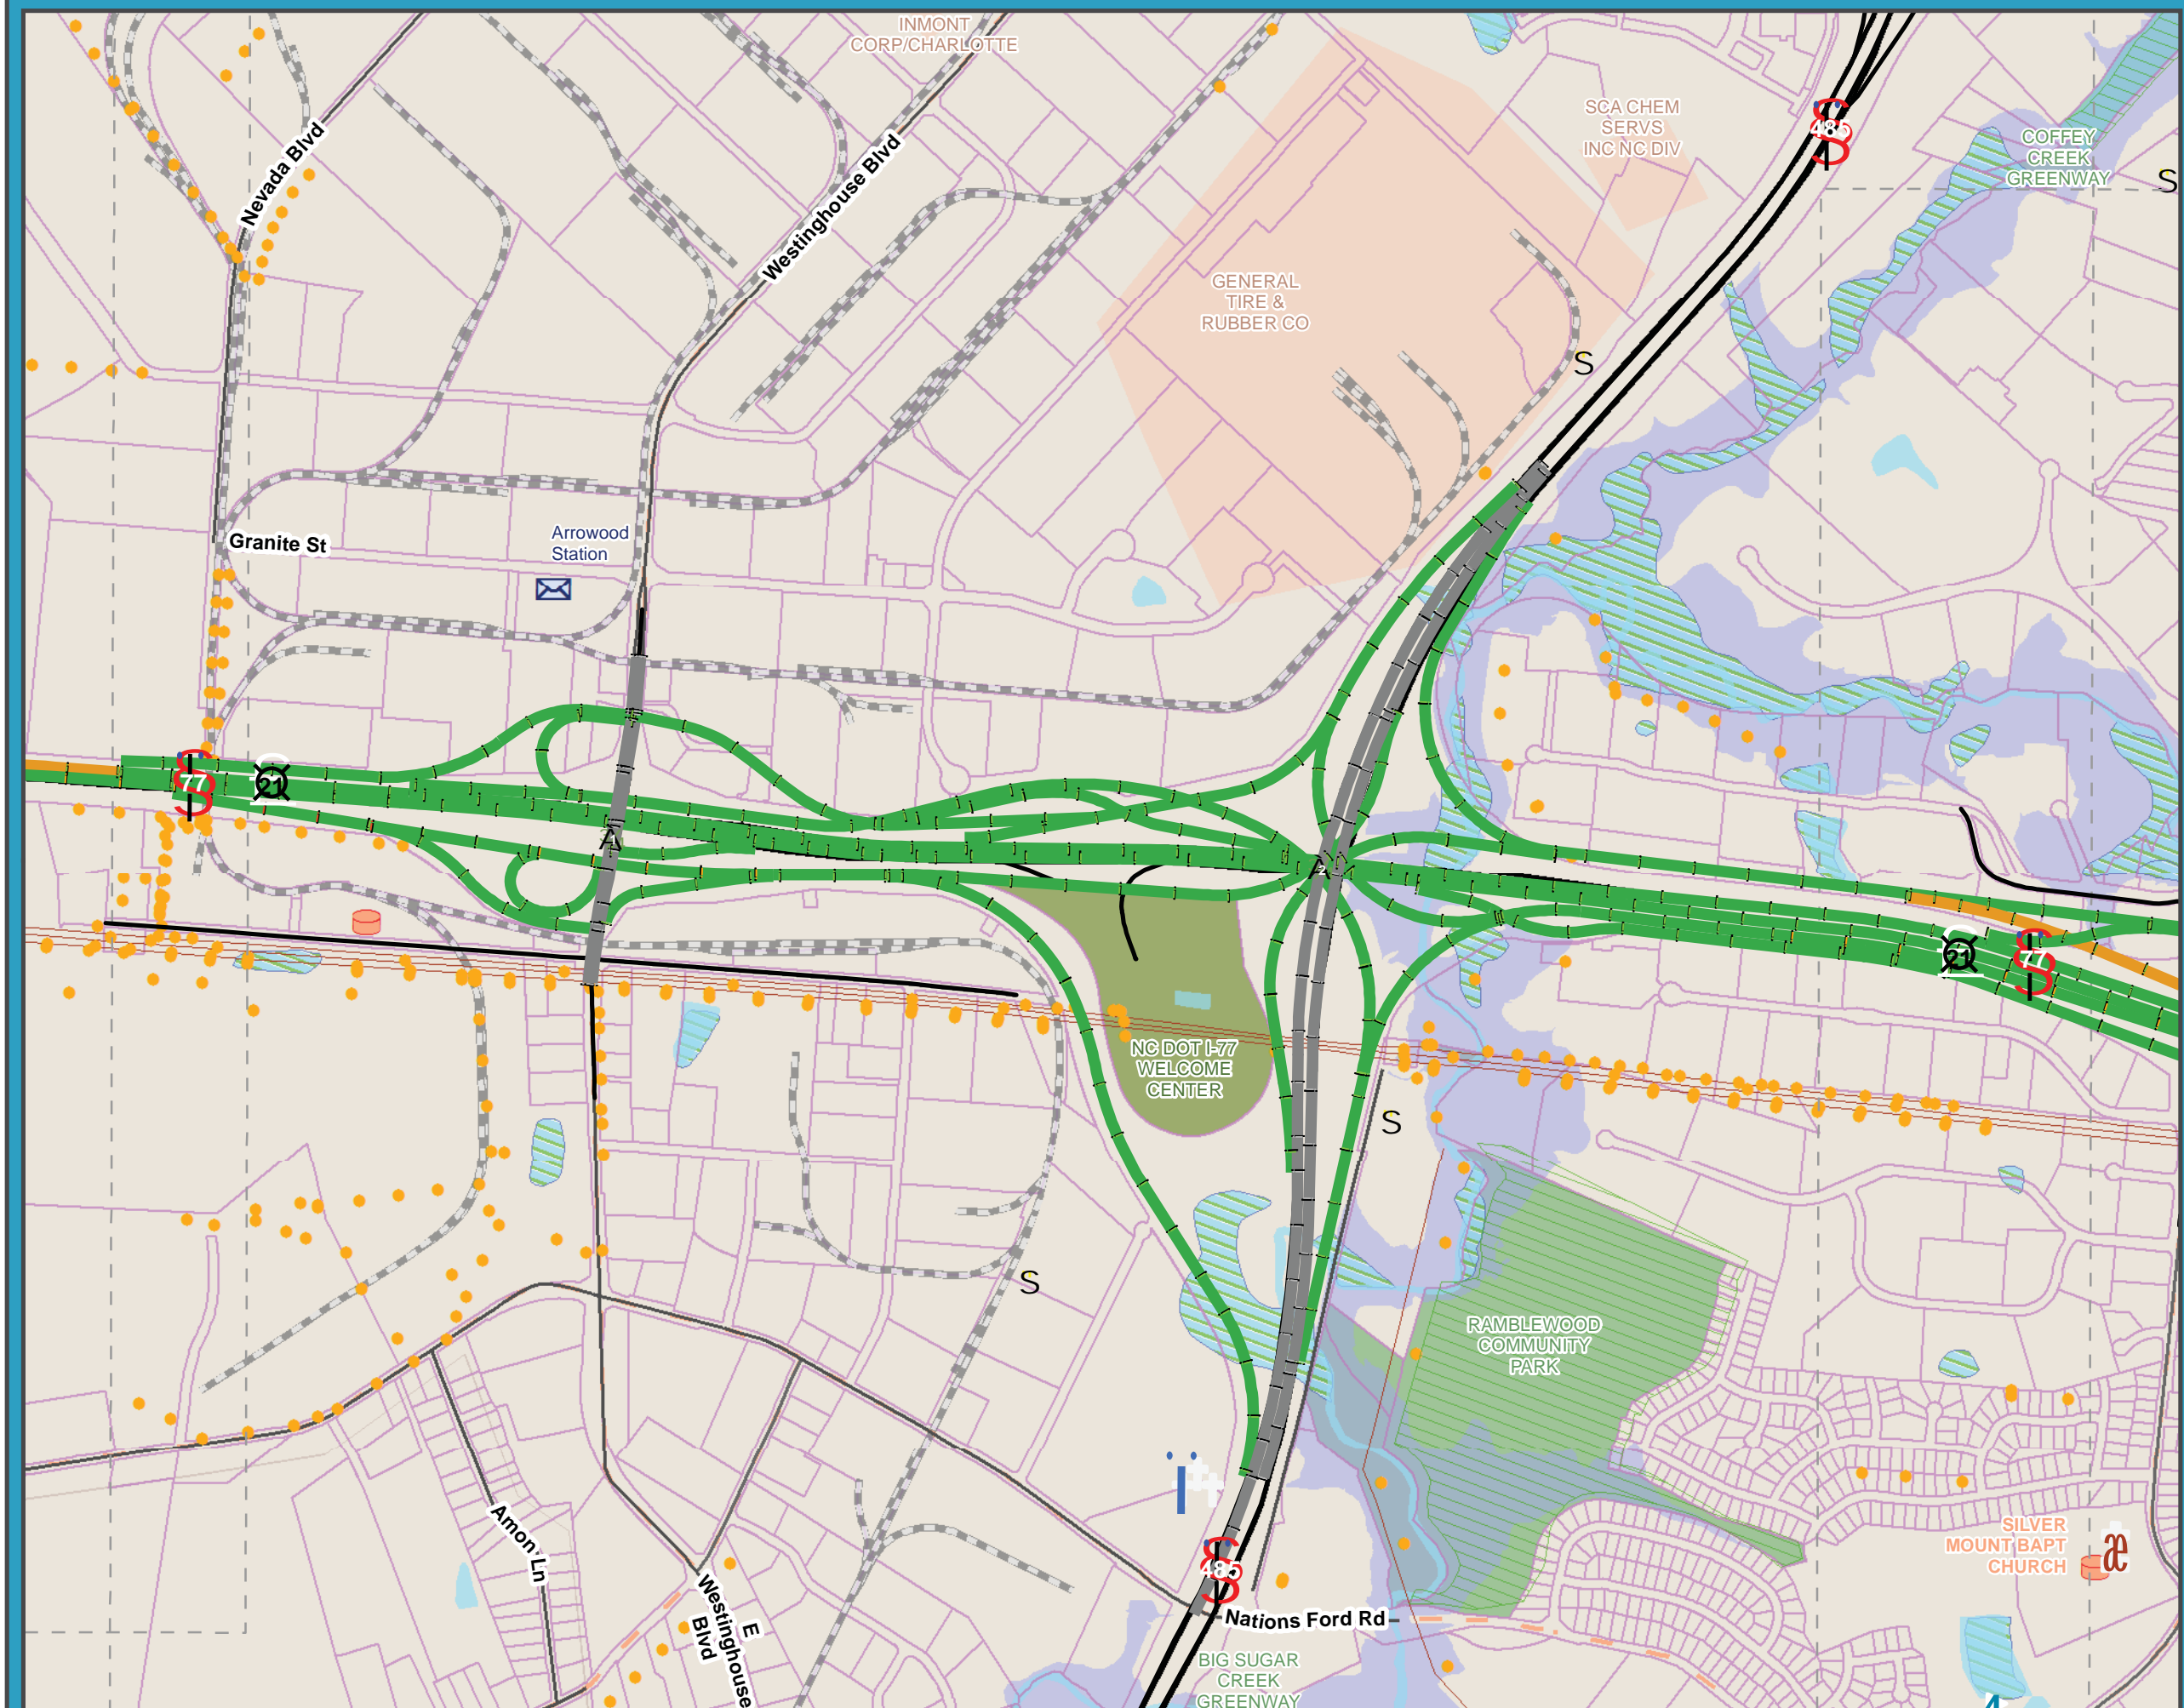 INMONT
CORP/CHARLOTTE
SCA CHEM
SERVS
INC NC DIV
485
COFFEY
CREEK
GREENWAY
S
Nevada Blvd
Westinghouse Blvd
GENERAL
TIRE &
RUBBER CO
S
Granite St
Arrowood
Station
77
21
A
A
2
21
77
NC DOT I-77
WELCOME
CENTER
S
S
RAMBLEWOOD
COMMUNITY
PARK
Amon Ln
E
Westinghouse
Blvd
485
Nations Ford Rd
SILVER
MOUNT BAPT
CHURCH
æ
BIG SUGAR
CREEK
GREENWAY
4